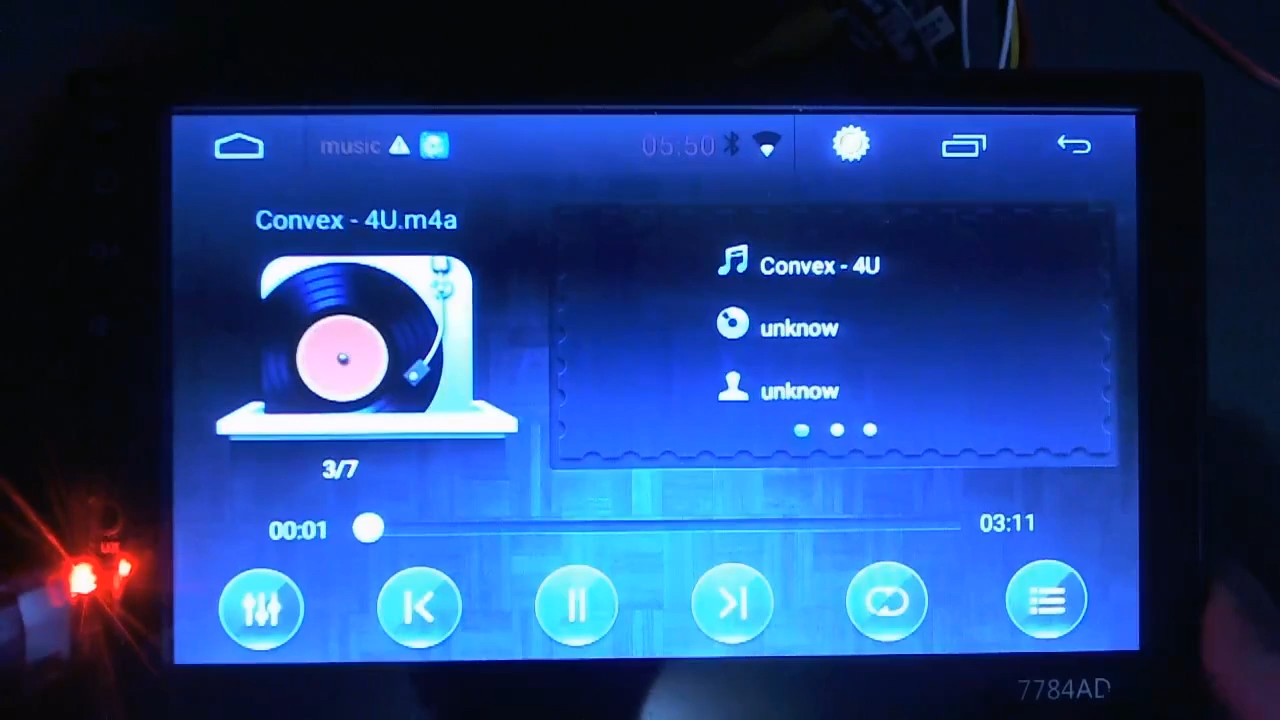 music
05:50
Convex - 4U.m4a
Convex - 4U
unknow
unknow
3/7
00:01
03:11
7784AD